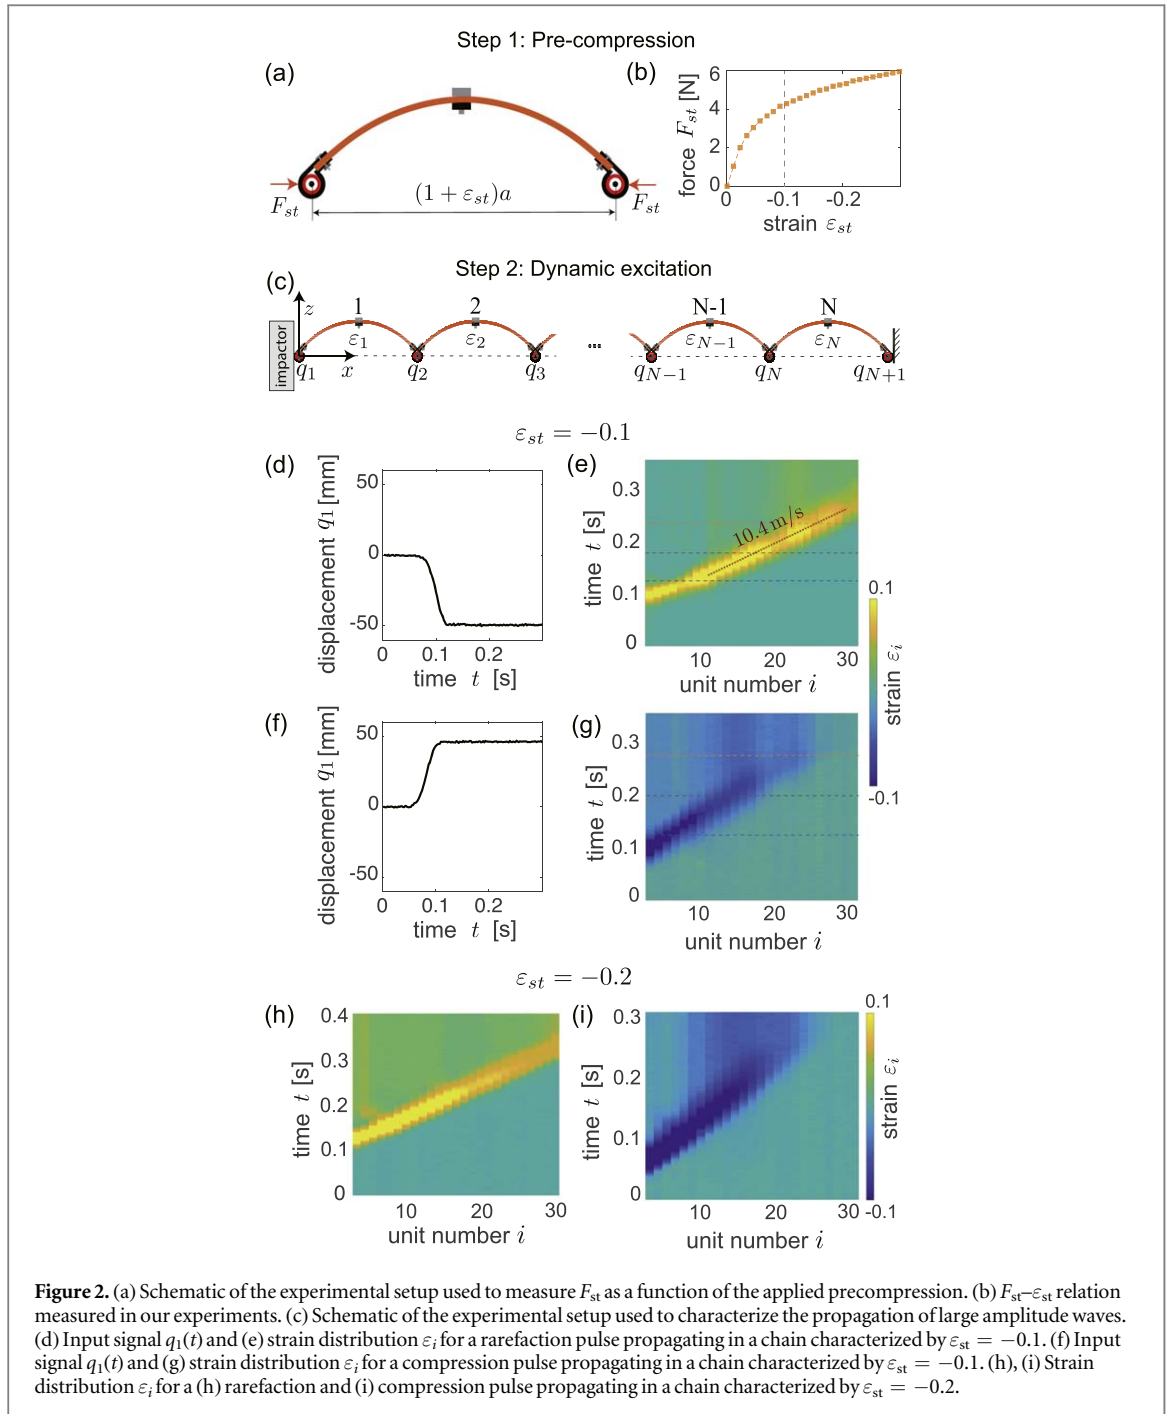 Step 1: Pre-compression
(a)
(b)
F_st
(1 + ε_st)a
F_st
force F_st [N]
6
4
2
0
0 -0.1 -0.2
strain ε_st
Step 2: Dynamic excitation
(c)
impactor
z
x
1 2 ... N-1 N
ε_1 ε_2 ε_{N−1} ε_N
q_1 q_2 q_3 q_{N−1} q_N q_{N+1}
ε_st = −0.1
(d)
displacement q_1 [mm]
50
0
-50
0 0.1 0.2
time t [s]
(e)
time t [s]
0.3
0.2
0.1
0
10.4 m/s
10 20 30
unit number i
0.1
strain ε_i
-0.1
(f)
displacement q_1 [mm]
50
0
-50
0 0.1 0.2
time t [s]
(g)
time t [s]
0.3
0.2
0.1
0
10 20 30
unit number i
ε_st = −0.2
(h)
time t [s]
0.4
0.3
0.2
0.1
0
10 20 30
unit number i
(i)
time t [s]
0.3
0.2
0.1
0
10 20 30
unit number i
0.1
strain ε_i
-0.1
Figure 2. (a) Schematic of the experimental setup used to measure F_st as a function of the applied precompression. (b) F_st–ε_st relation
measured in our experiments. (c) Schematic of the experimental setup used to characterize the propagation of large amplitude waves.
(d) Input signal q_1(t) and (e) strain distribution ε_i for a rarefaction pulse propagating in a chain characterized by ε_st = −0.1. (f) Input
signal q_1(t) and (g) strain distribution ε_i for a compression pulse propagating in a chain characterized by ε_st = −0.1. (h), (i) Strain
distribution ε_i for a (h) rarefaction and (i) compression pulse propagating in a chain characterized by ε_st = −0.2.